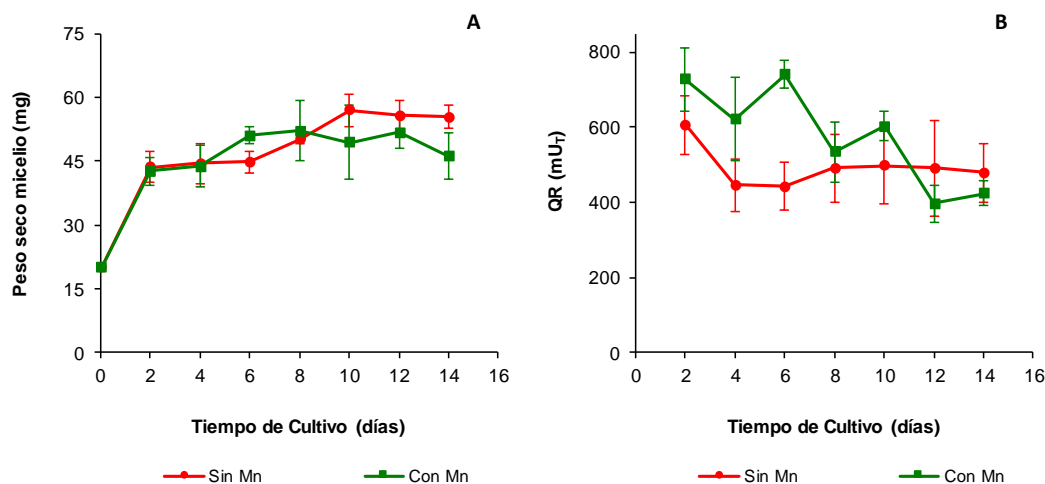 A
Peso seco micelio (mg)
75
60
45
30
15
0
0 2 4 6 8 10 12 14 16
Tiempo de Cultivo (días)
Sin Mn Con Mn
B
QR (mU_T)
800
600
400
200
0
0 2 4 6 8 10 12 14 16
Tiempo de Cultivo (días)
Sin Mn Con Mn